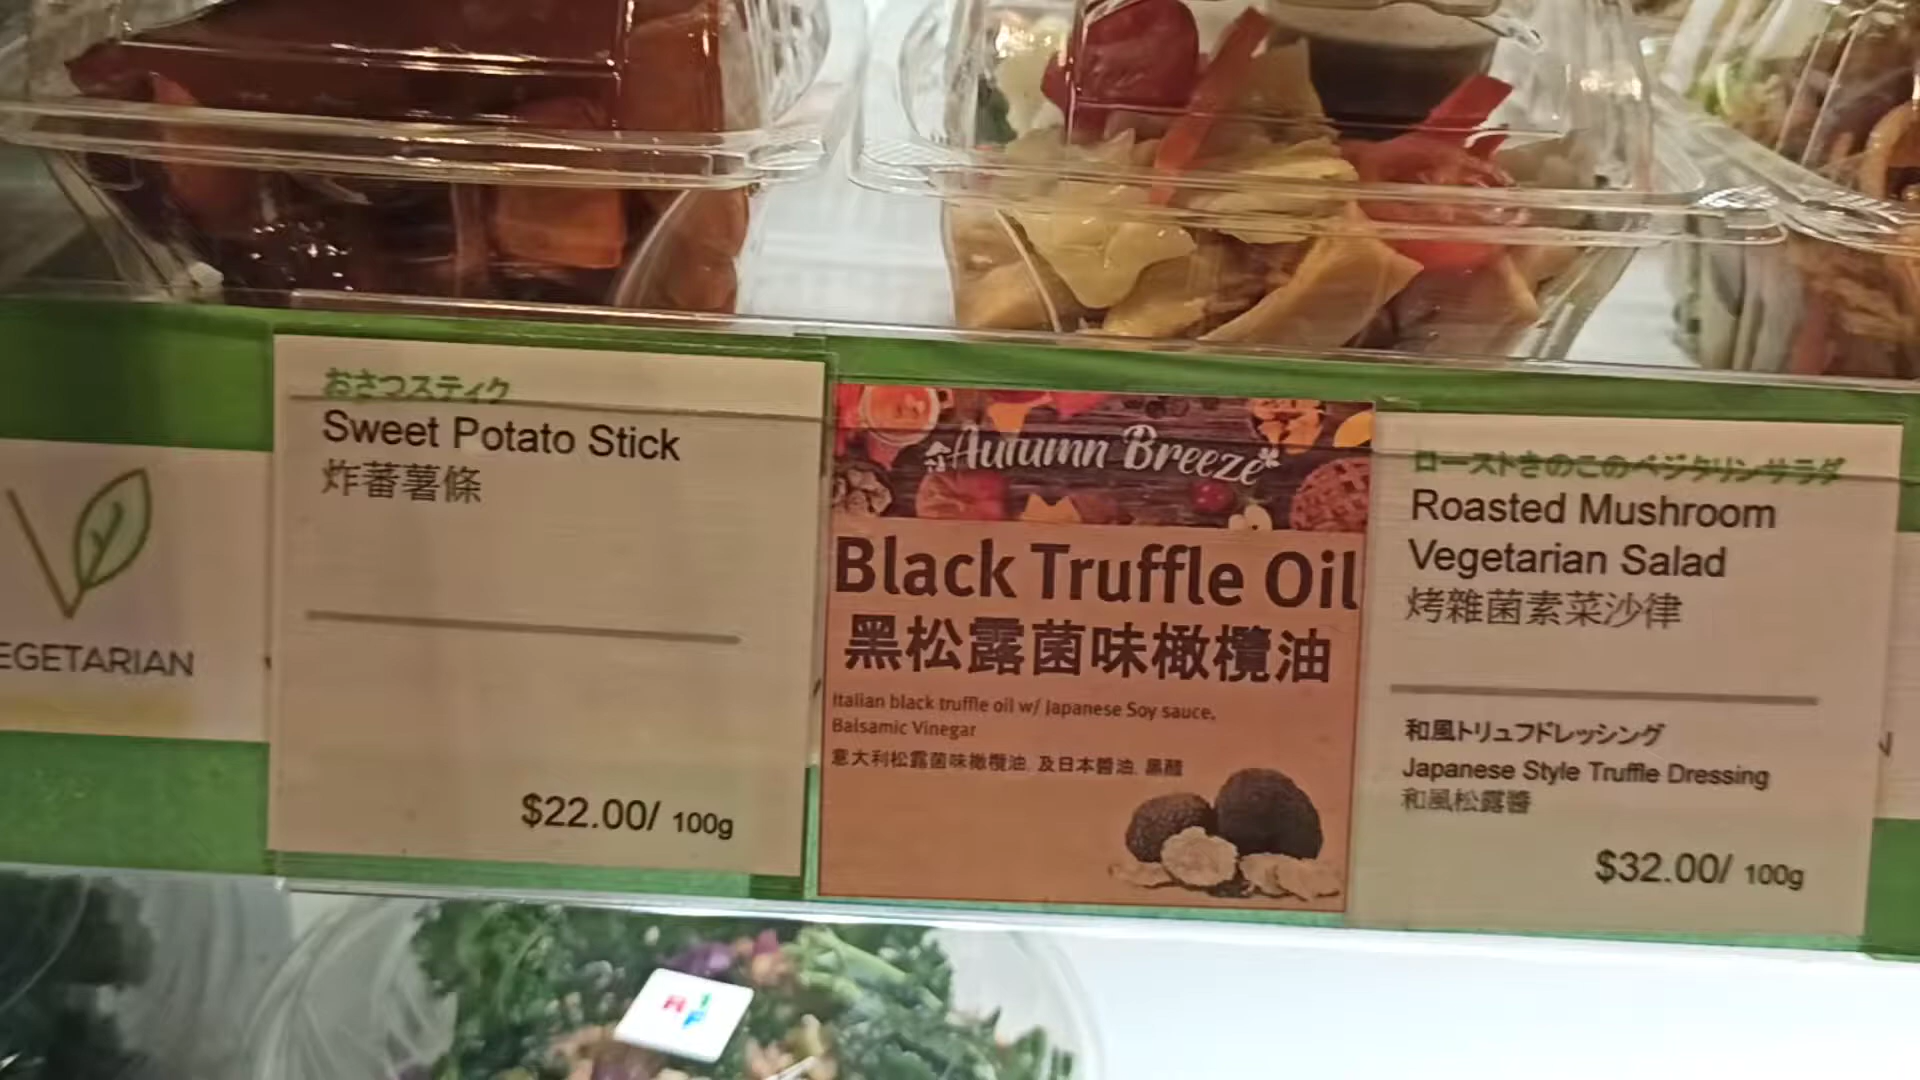 EGETARIAN
おさつスティク
Sweet Potato Stick
炸蕃薯條
$22.00/ 100g
Autumn Breeze
Black Truffle Oil
黑松露菌味橄欖油
Italian black truffle oil w/ Japanese Soy sauce,
Balsamic Vinegar
意大利松露菌味橄欖油, 及日本醬油, 黑醋
ローストきのこのベジタリンサラダ
Roasted Mushroom
Vegetarian Salad
烤雜菌素菜沙律
和風トリュフドレッシング
Japanese Style Truffle Dressing
和風松露醬
$32.00/ 100g
N